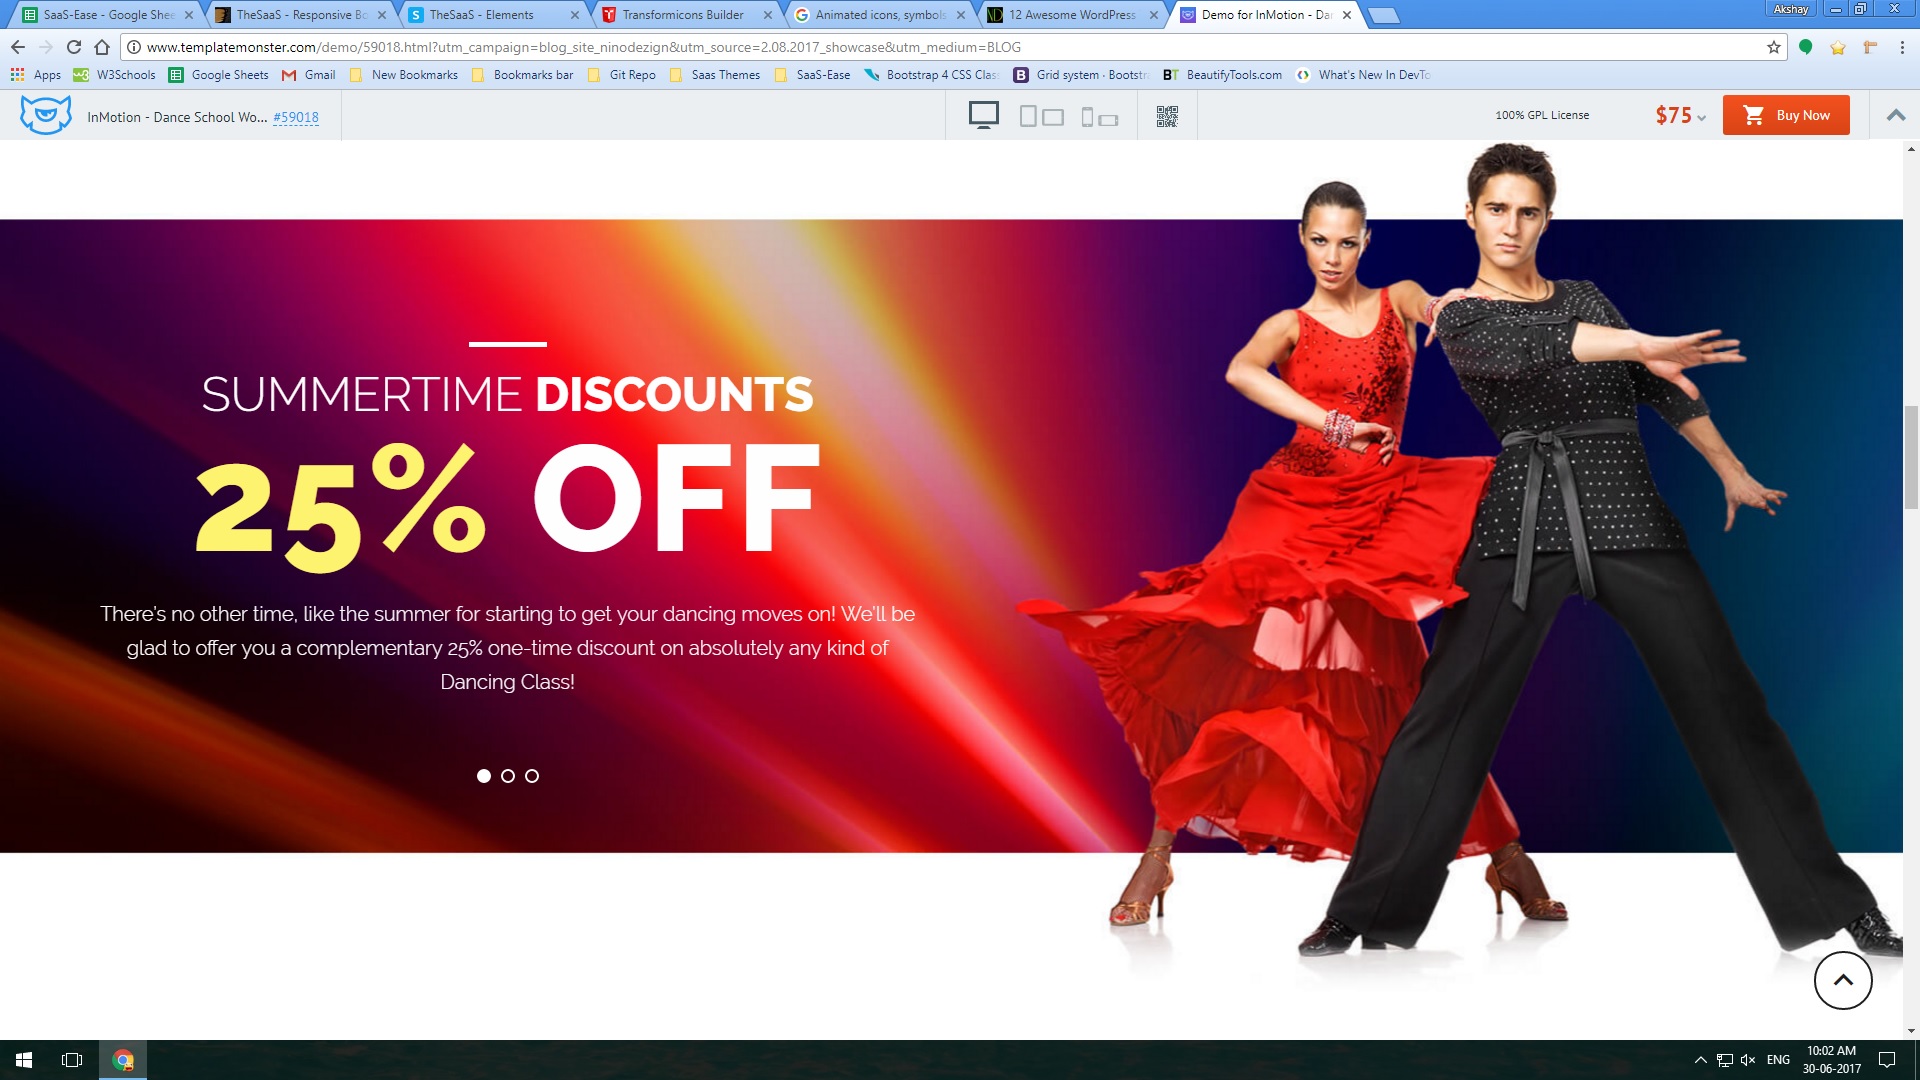 SaaS-Ease - Google Shee
TheSaaS - Responsive Bo
TheSaaS - Elements
Transformicons Builder
Animated icons, symbols
12 Awesome WordPress
Demo for InMotion - Da
Akshay
www.templatemonster.com/demo/59018.html?utm_campaign=blog_site_ninodezign&utm_source=2.08.2017_showcase&utm_medium=BLOG
Apps
W3Schools
Google Sheets
Gmail
New Bookmarks
Bookmarks bar
Git Repo
Saas Themes
SaaS-Ease
Bootstrap 4 CSS Clas
Grid system · Bootstr
BT BeautifyTools.com
What's New In DevTo
InMotion - Dance School Wo... #59018
100% GPL License
$75
Buy Now
SUMMERTIME DISCOUNTS
25% OFF
There's no other time, like the summer for starting to get your dancing moves on! We'll be
glad to offer you a complementary 25% one-time discount on absolutely any kind of
Dancing Class!
ENG
10:02 AM
30-06-2017